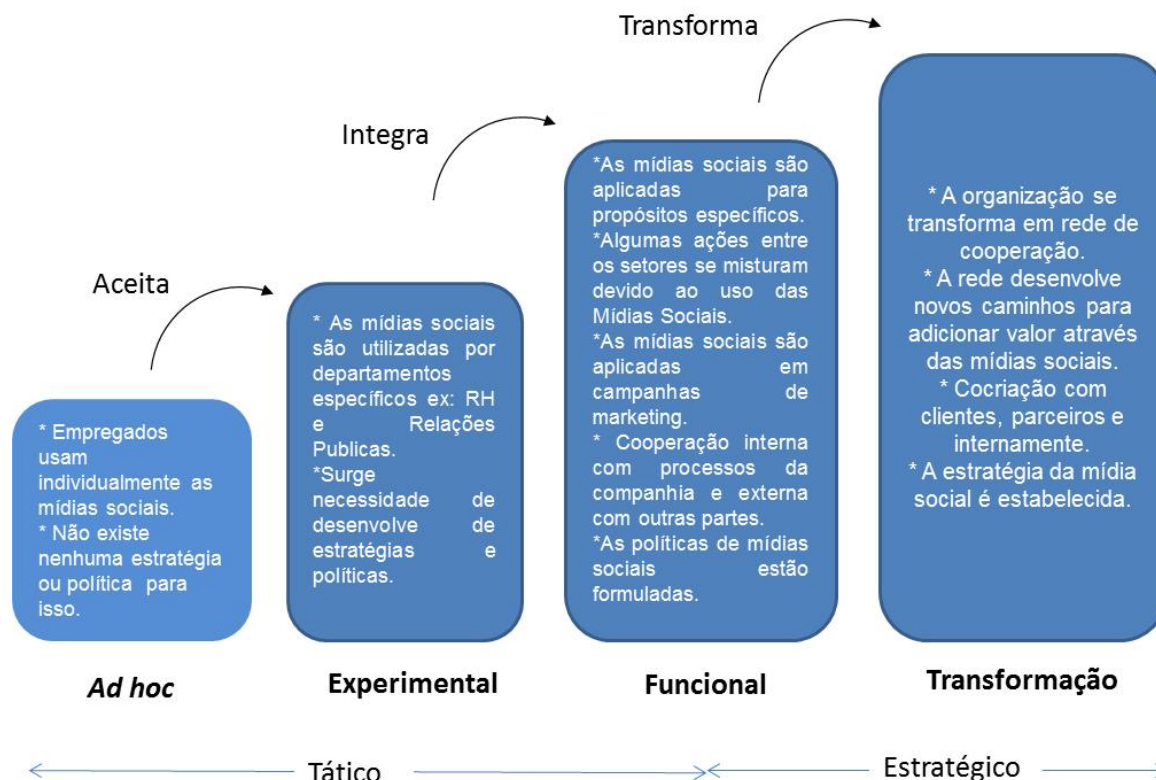 Transforma
Integra
Aceita
* Empregados
usam
individualmente as
mídias sociais.
* Não existe
nenhuma estratégia
ou política para
isso.
* As mídias sociais
são utilizadas por
departamentos
específicos ex: RH
e Relações
Publicas.
*Surge
necessidade de
desenvolve de
estratégias e
políticas.
*As mídias sociais são
aplicadas para
propósitos específicos.
*Algumas ações entre
os setores se misturam
devido ao uso das
Mídias Sociais.
*As mídias sociais são
aplicadas em
campanhas de
marketing.
* Cooperação interna
com processos da
companhia e externa
com outras partes.
*As políticas de mídias
sociais estão
formuladas.
* A organização se
transforma em rede de
cooperação.
* A rede desenvolve
novos caminhos para
adicionar valor através
das mídias sociais.
* Cocriação com
clientes, parceiros e
internamente.
* A estratégia da mídia
social é estabelecida.
Ad hoc
Experimental
Funcional
Transformação
Tático
Estratégico